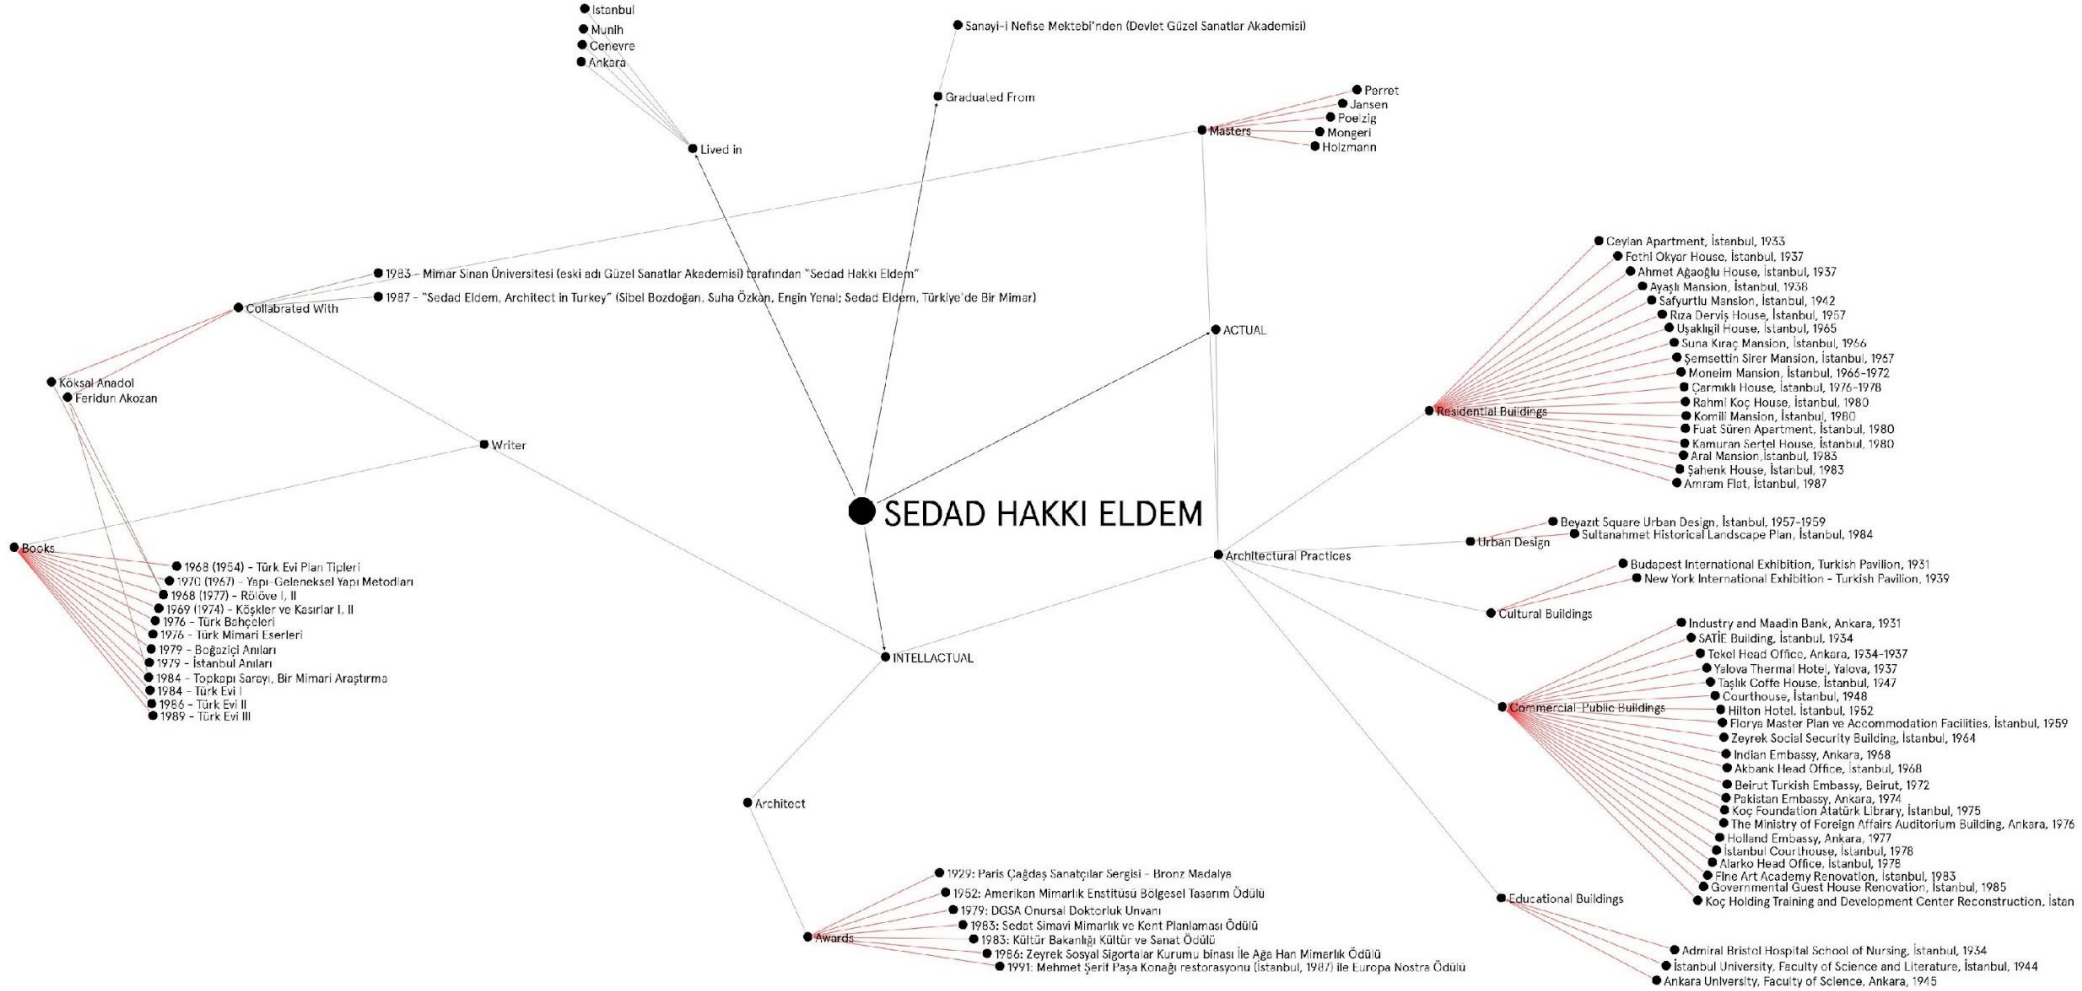 İstanbul
Munih
Cenevre
Ankara
Lived in
Sanayi-i Nefise Mektebi'nden (Devlet Güzel Sanatlar Akademisi)
Graduated From
Perret
Jansen
Poelzig
Mongeri
Holzmann
Masters
1983 - Mimar Sinan Üniversitesi (eski adı Güzel Sanatlar Akademisi) tarafından "Sedad Hakkı Eldem"
1987 - "Sedad Eldem, Architect in Turkey" (Sibel Bozdoğan, Suha Özkan, Engin Yenal; Sedad Eldem, Türkiye'de Bir Mimar)
Collabrated With
Köksal Anadol
Feridun Akozan
Writer
ACTUAL
SEDAD HAKKI ELDEM
Books
1968 (1954) - Türk Evi Plan Tipleri
1970 (1967) - Yapı-Geleneksel Yapı Metodları
1968 (1977) - Rölöve I, II
1969 (1974) - Köşkler ve Kasırlar I, II
1976 - Türk Bahçeleri
1976 - Türk Mimari Eserleri
1979 - Boğaziçi Anıları
1979 - İstanbul Anıları
1984 - Topkapı Sarayı, Bir Mimari Araştırma
1984 - Türk Evi I
1986 - Türk Evi II
1989 - Türk Evi III
INTELLACTUAL
Architect
Awards
1929: Paris Çağdaş Sanatçılar Sergisi - Bronz Madalya
1952: Amerikan Mimarlık Enstitüsü Bölgesel Tasarım Ödülü
1979: DGSA Onursal Doktorluk Unvanı
1983: Sedat Simavi Mimarlık ve Kent Planlaması Ödülü
1983: Kültür Bakanlığı Kültür ve Sanat Ödülü
1986: Zeyrek Sosyal Sigortalar Kurumu binası İle Ağa Han Mimarlık Ödülü
1991: Mehmet Şerif Paşa Konağı restorasyonu (İstanbul, 1987) ile Europa Nostra Ödülü
Architectural Practices
Residential Buildings
Ceylan Apartment, İstanbul, 1933
Fethi Okyar House, İstanbul, 1937
Ahmet Ağaoğlu House, İstanbul, 1937
Ayaşlı Mansion, İstanbul, 1938
Safyurtlu Mansion, İstanbul, 1942
Rıza Derviş House, İstanbul, 1957
Uşaklıgil House, İstanbul, 1965
Suna Kıraç Mansion, İstanbul, 1966
Şemsettin Sirer Mansion, İstanbul, 1967
Moneim Mansion, İstanbul, 1966-1972
Çarmıklı House, İstanbul, 1976-1978
Rahmi Koç House, İstanbul, 1980
Komili Mansion, İstanbul, 1980
Fuat Süren Apartment, İstanbul, 1980
Kamuran Sertel House, İstanbul, 1980
Aral Mansion,İstanbul, 1983
Şahenk House, İstanbul, 1983
Amram Flat, İstanbul, 1987
Urban Design
Beyazıt Square Urban Design, İstanbul, 1957-1959
Sultanahmet Historical Landscape Plan, İstanbul, 1984
Cultural Buildings
Budapest International Exhibition, Turkish Pavilion, 1931
New York International Exhibition - Turkish Pavilion, 1939
Commercial-Public Buildings
Industry and Maadin Bank, Ankara, 1931
SATİE Building, İstanbul, 1934
Tekel Head Office, Ankara, 1934-1937
Yalova Thermal Hotel, Yalova, 1937
Taşlık Coffe House, İstanbul, 1947
Courthouse, İstanbul, 1948
Hilton Hotel, İstanbul, 1952
Florya Master Plan ve Accommodation Facilities, İstanbul, 1959
Zeyrek Social Security Building, İstanbul, 1964
Indian Embassy, Ankara, 1968
Akbank Head Office, İstanbul, 1968
Beirut Turkish Embassy, Beirut, 1972
Pakistan Embassy, Ankara, 1974
Koç Foundation Atatürk Library, İstanbul, 1975
The Ministry of Foreign Affairs Auditorium Building, Ankara, 1976
Holland Embassy, Ankara, 1977
İstanbul Courthouse, İstanbul, 1978
Alarko Head Office, İstanbul, 1978
Fine Art Academy Renovation, İstanbul, 1983
Governmental Guest House Renovation, İstanbul, 1985
Koç Holding Training and Development Center Reconstruction, İstan
Educational Buildings
Admiral Bristol Hospital School of Nursing, İstanbul, 1934
İstanbul University, Faculty of Science and Literature, İstanbul, 1944
Ankara University, Faculty of Science, Ankara, 1945